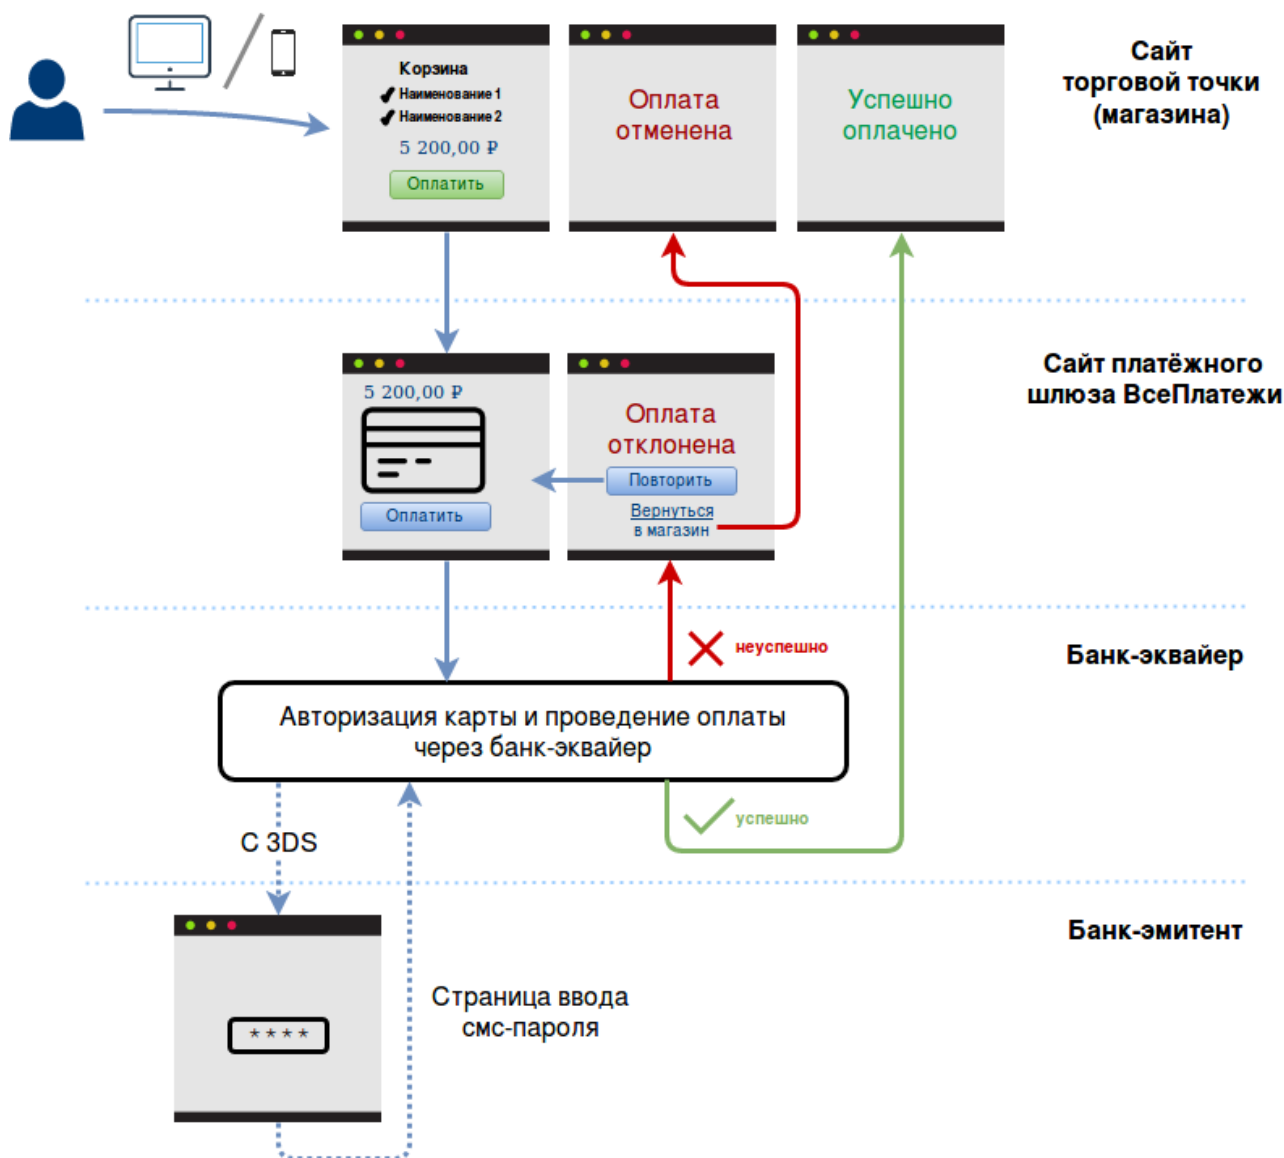 Корзина
Наименование 1
Наименование 2
5 200,00 ₽
Оплатить
Оплата
отменена
Успешно
оплачено
Сайт
торговой точки
(магазина)
5 200,00 ₽
Оплатить
Оплата
отклонена
Повторить
Вернуться
в магазин
Сайт платёжного
шлюза ВсеПлатежи
неуспешно
Банк-эквайер
Авторизация карты и проведение оплаты
через банк-эквайер
успешно
С 3DS
Банк-эмитент
Страница ввода
смс-пароля
* * * *